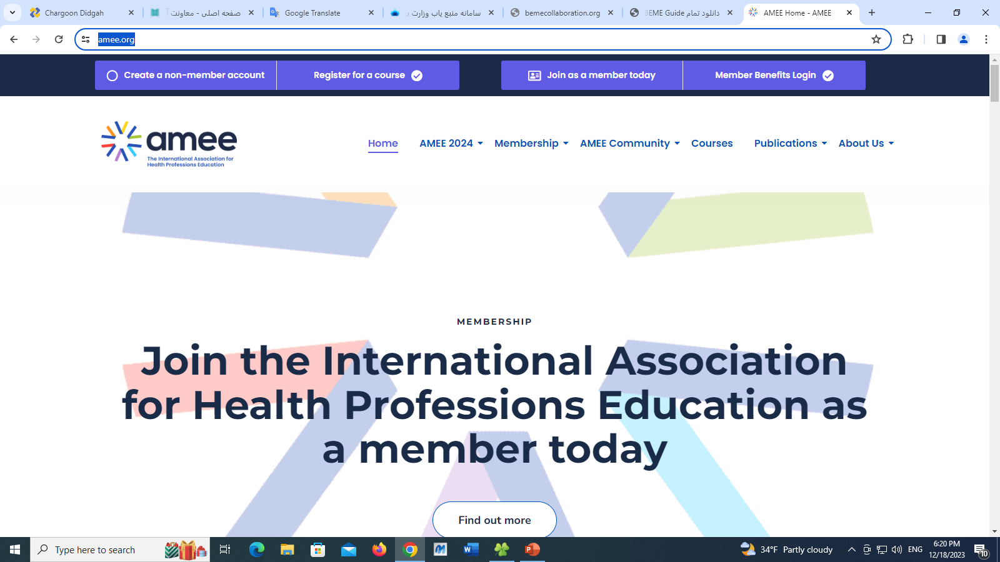 Chargoon Didgah
صفحه اصلی - معاونت آ
Google Translate
سامانه منبع یاب وزارت
bemecollaboration.org
دانلود تمام BEME Guide
AMEE Home - AMEE
amee.org
Create a non-member account
Register for a course
Join as a member today
Member Benefits Login
amee
The International Association for
Health Professions Education
Home
AMEE 2024
Membership
AMEE Community
Courses
Publications
About Us
MEMBERSHIP
Join the International Association
for Health Professions Education as
a member today
Find out more
Type here to search
34°F Partly cloudy
ENG
6:20 PM
12/18/2023
10